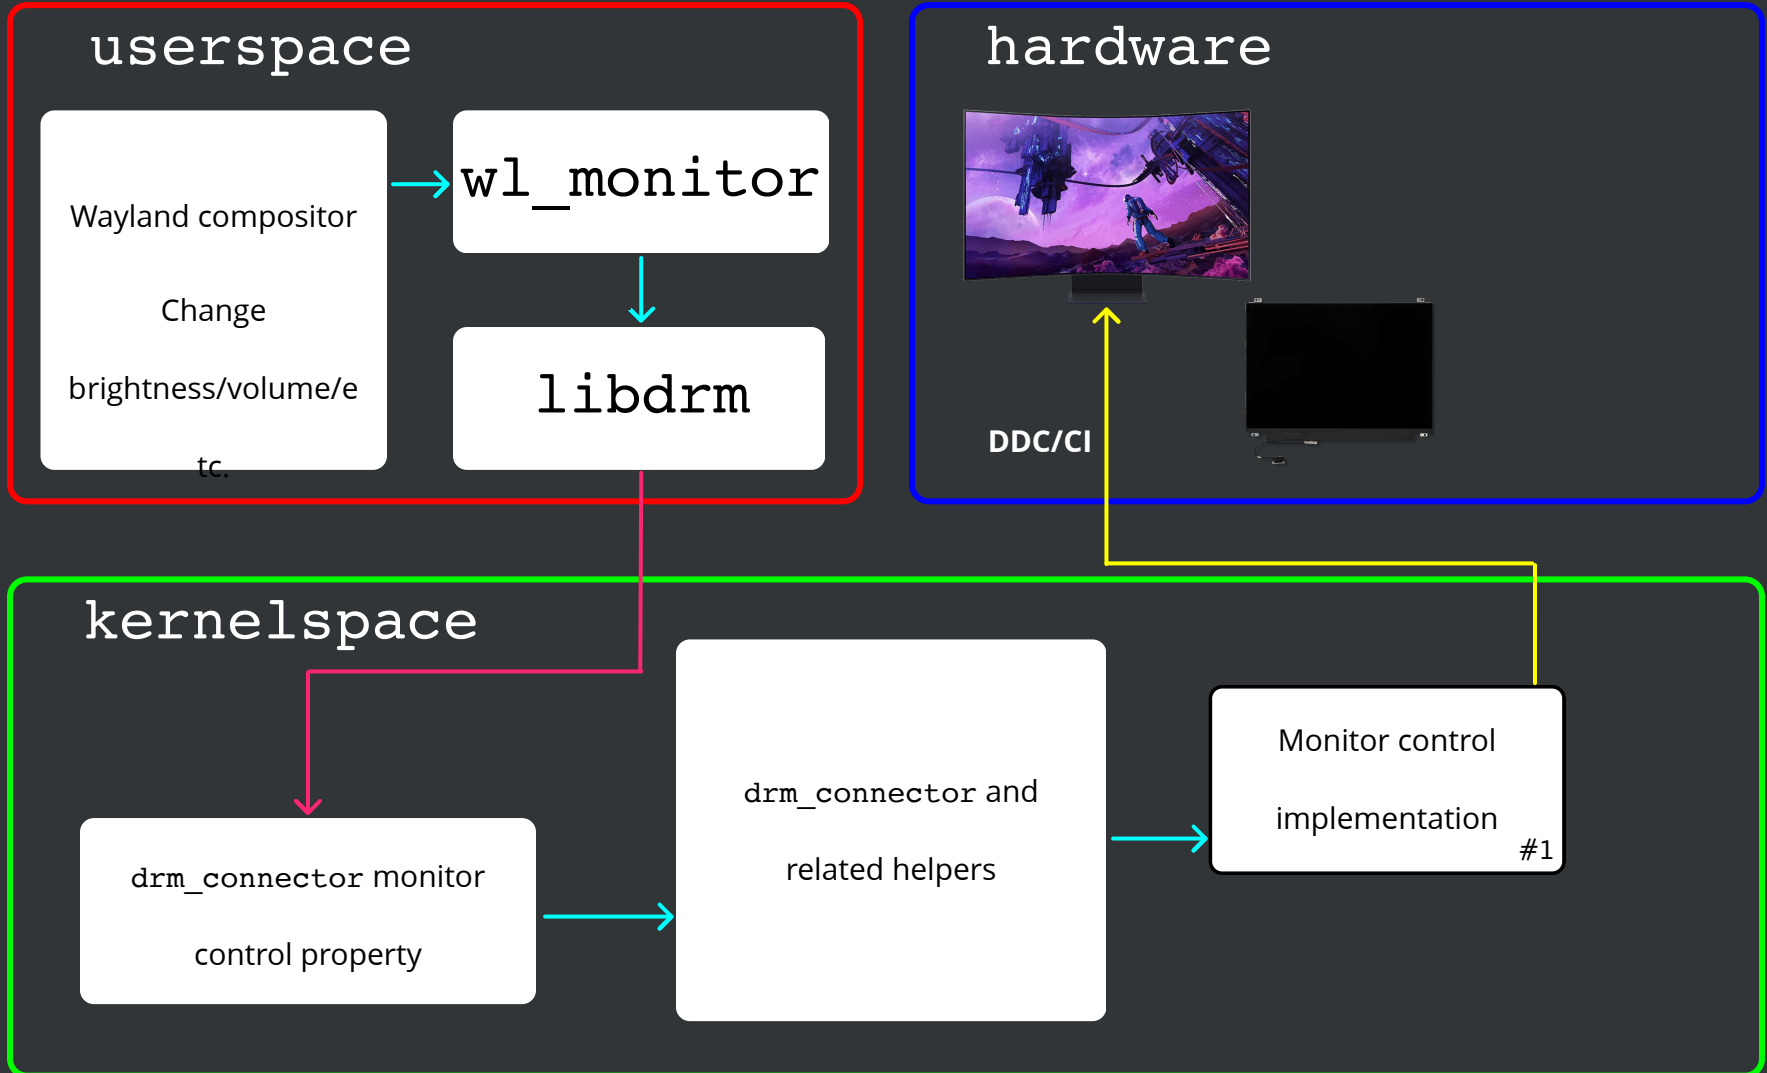 userspace
hardware
Wayland compositor
Change
brightness/volume/e
tc.
wl_monitor
libdrm
DDC/CI
kernelspace
drm_connector monitor
control property
drm_connector and
related helpers
Monitor control
implementation
#1